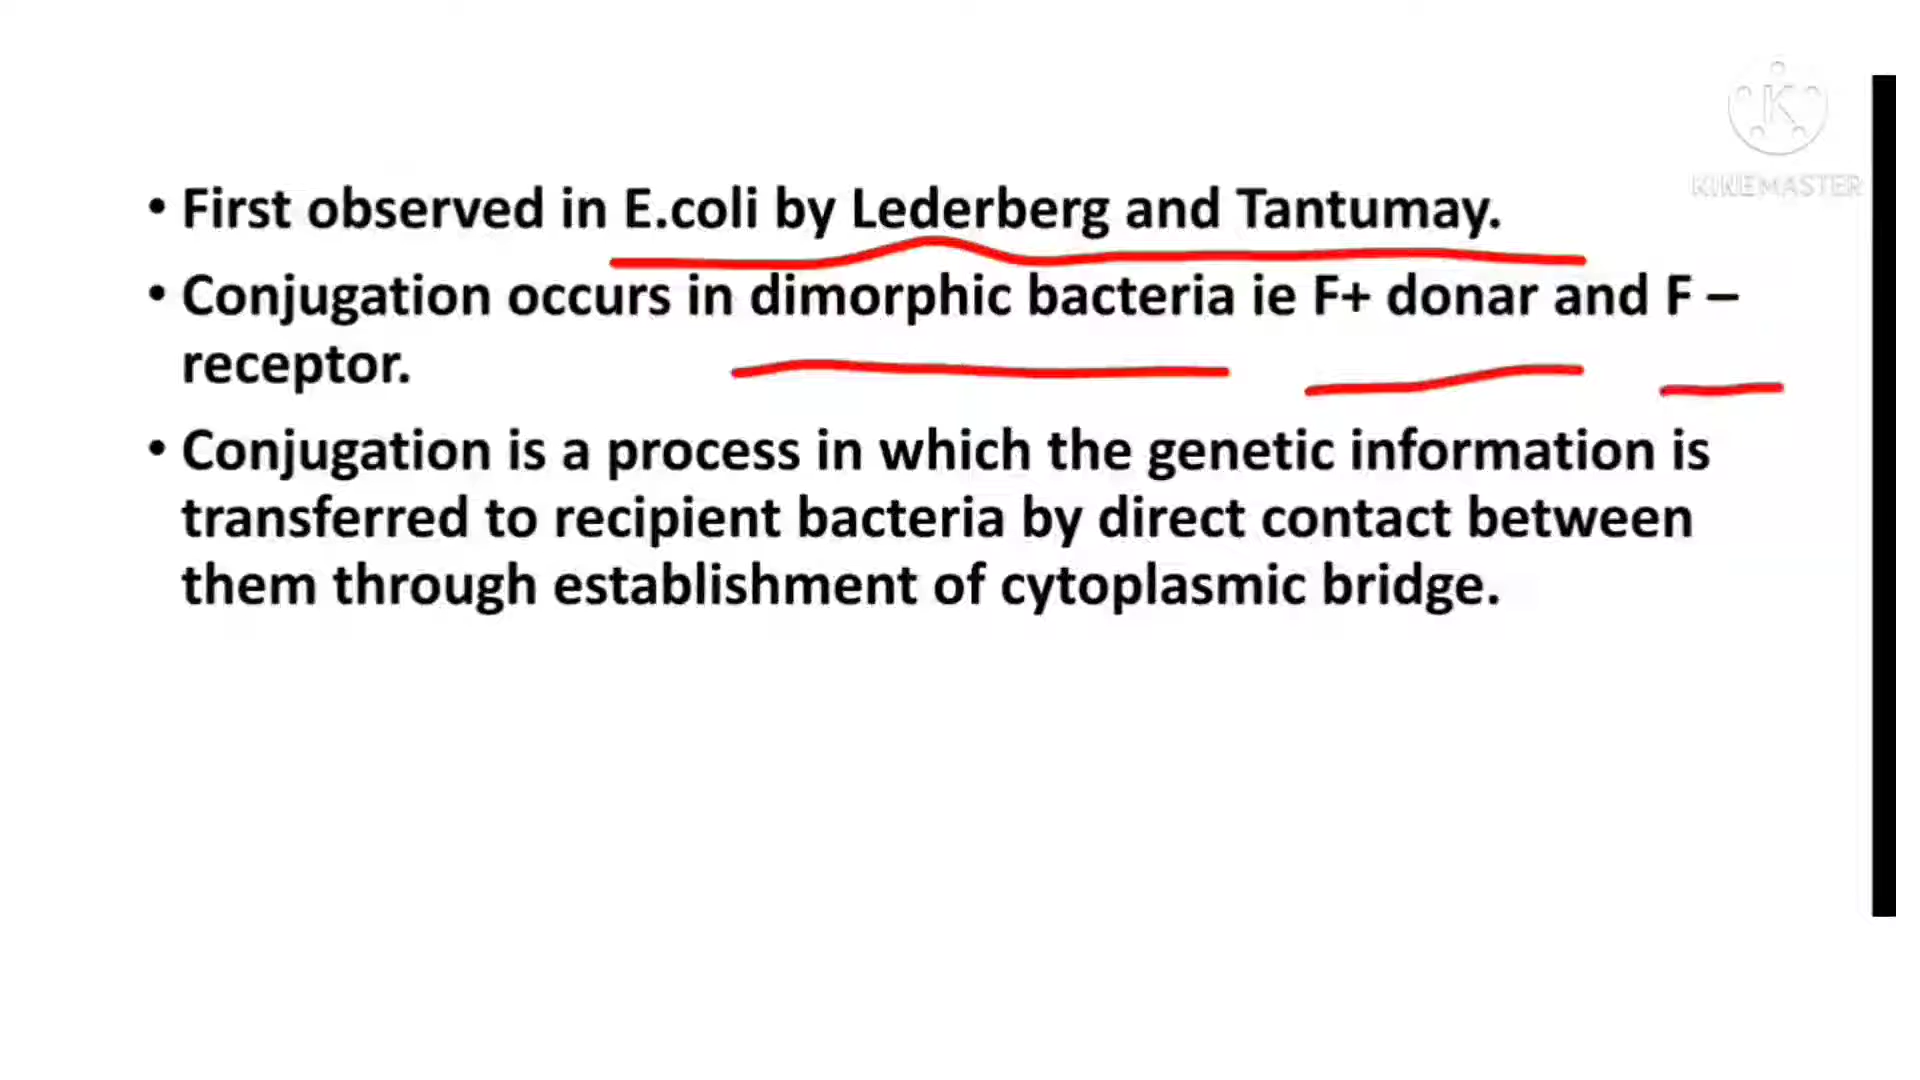 K
KINEMASTER
• First observed in E.coli by Lederberg and Tantumay.
• Conjugation occurs in dimorphic bacteria ie F+ donar and F –
receptor.
• Conjugation is a process in which the genetic information is
transferred to recipient bacteria by direct contact between
them through establishment of cytoplasmic bridge.